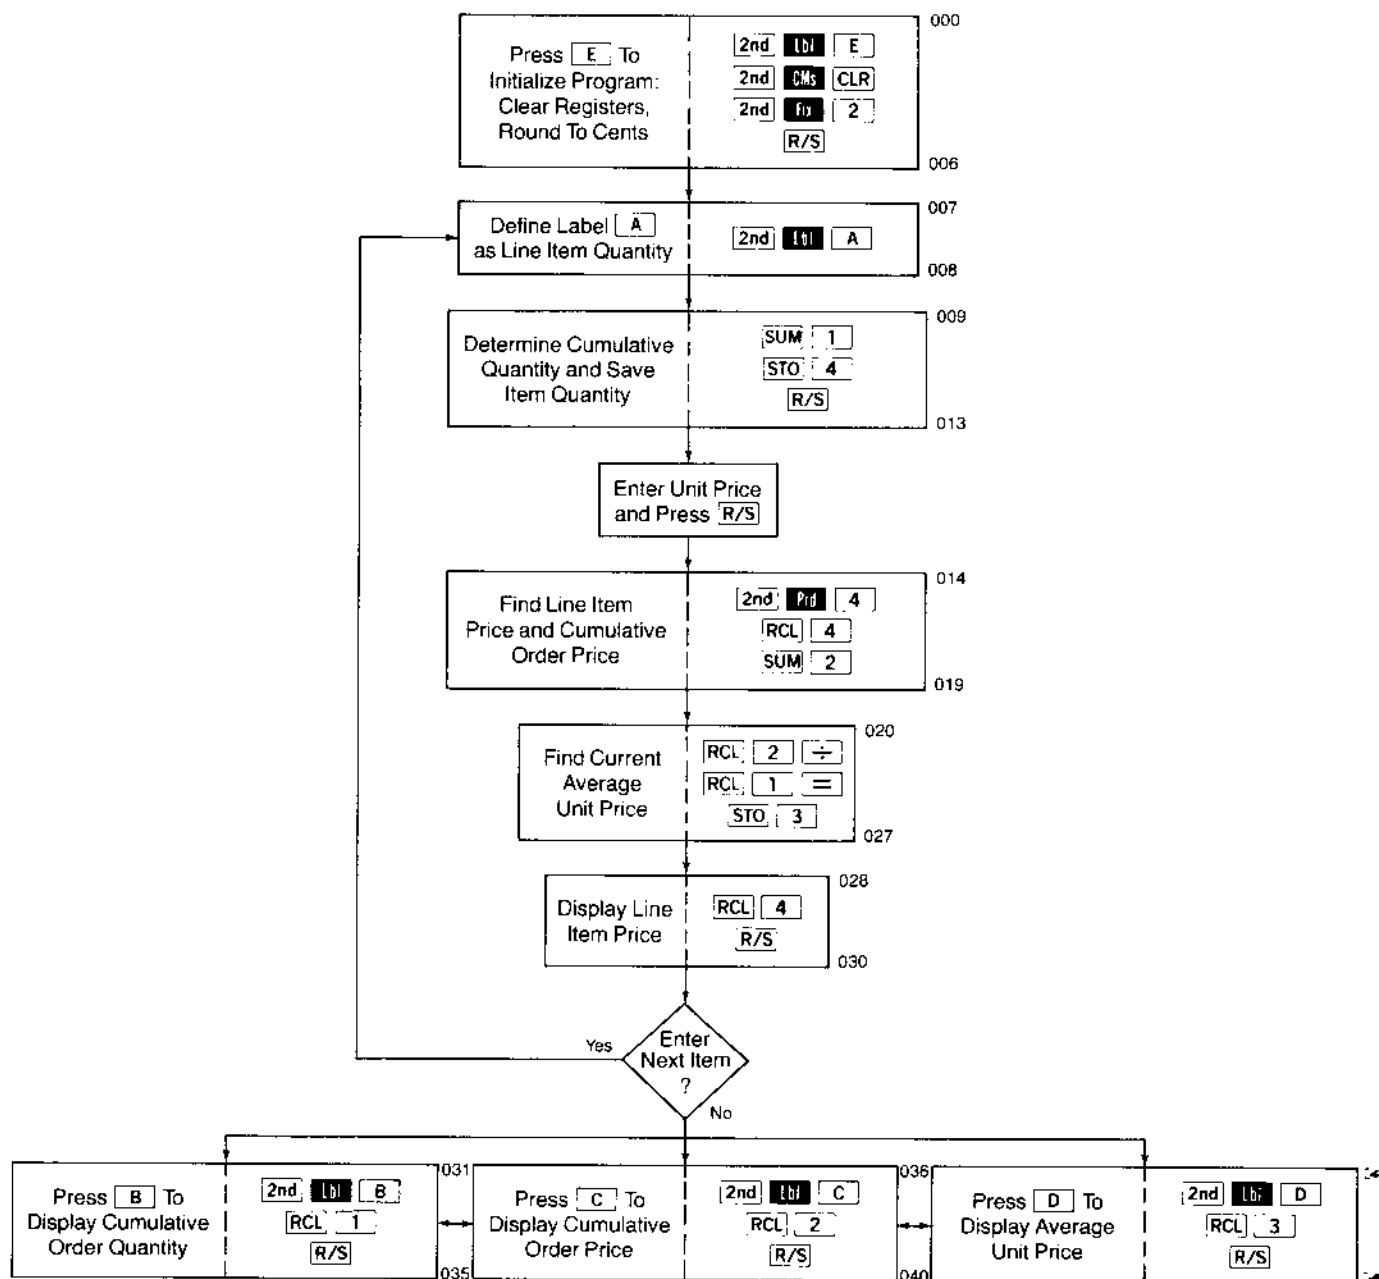 000
Press E To
Initialize Program:
Clear Registers,
Round To Cents
2nd Lbl E
2nd CMs CLR
2nd Fix 2
R/S
006
007
Define Label A
as Line Item Quantity
2nd Lbl A
008
009
Determine Cumulative
Quantity and Save
Item Quantity
SUM 1
STO 4
R/S
013
Enter Unit Price
and Press R/S
014
Find Line Item
Price and Cumulative
Order Price
2nd Prd 4
RCL 4
SUM 2
019
020
Find Current
Average
Unit Price
RCL 2 ÷
RCL 1 =
STO 3
027
028
Display Line
Item Price
RCL 4
R/S
030
Enter
Next Item
?
Yes
No
031
Press B To
Display Cumulative
Order Quantity
2nd Lbl B
RCL 1
R/S
035
036
Press C To
Display Cumulative
Order Price
2nd Lbl C
RCL 2
R/S
040
Press D To
Display Average
Unit Price
2nd Lbl D
RCL 3
R/S